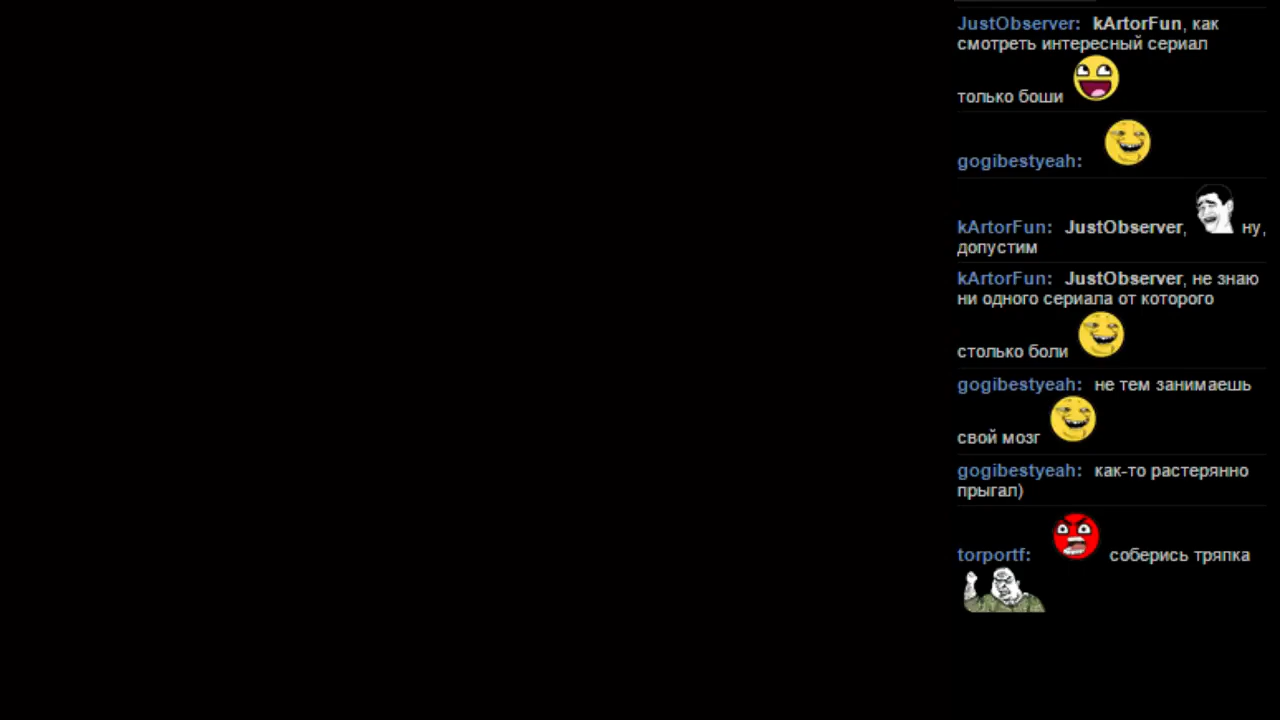 JustObserver: kArtorFun, как
смотреть интересный сериал
только боши
gogibestyeah:
kArtorFun: JustObserver, ну,
допустим
kArtorFun: JustObserver, не знаю
ни одного сериала от которого
столько боли
gogibestyeah: не тем занимаешь
свой мозг
gogibestyeah: как-то растерянно
прыгал)
torportf: соберись тряпка